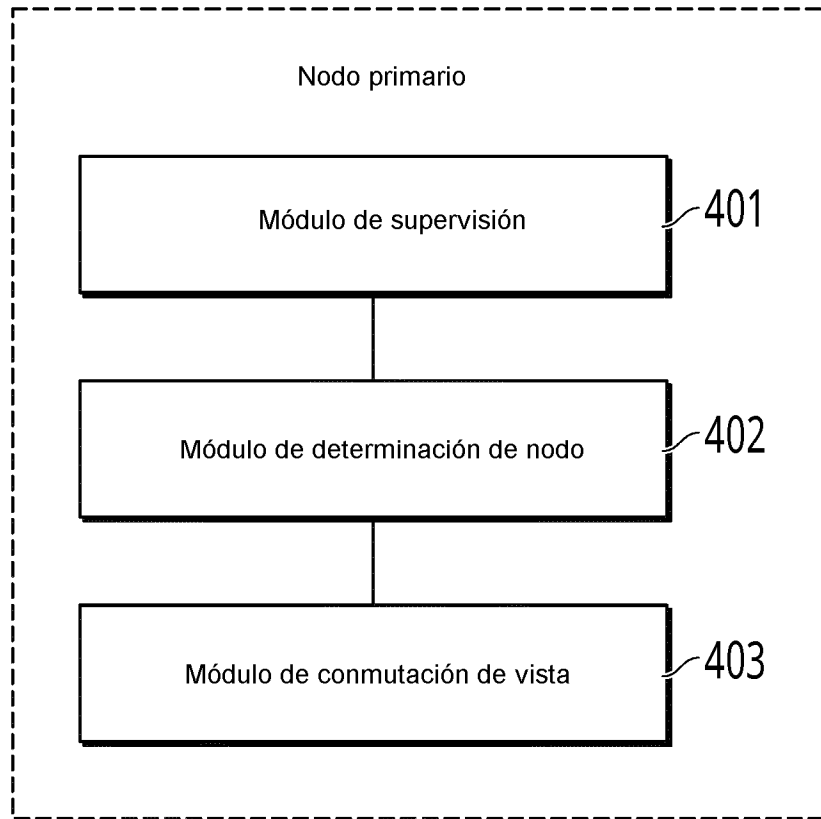 Nodo primario
Módulo de supervisión
401
Módulo de determinación de nodo
402
Módulo de conmutación de vista
403